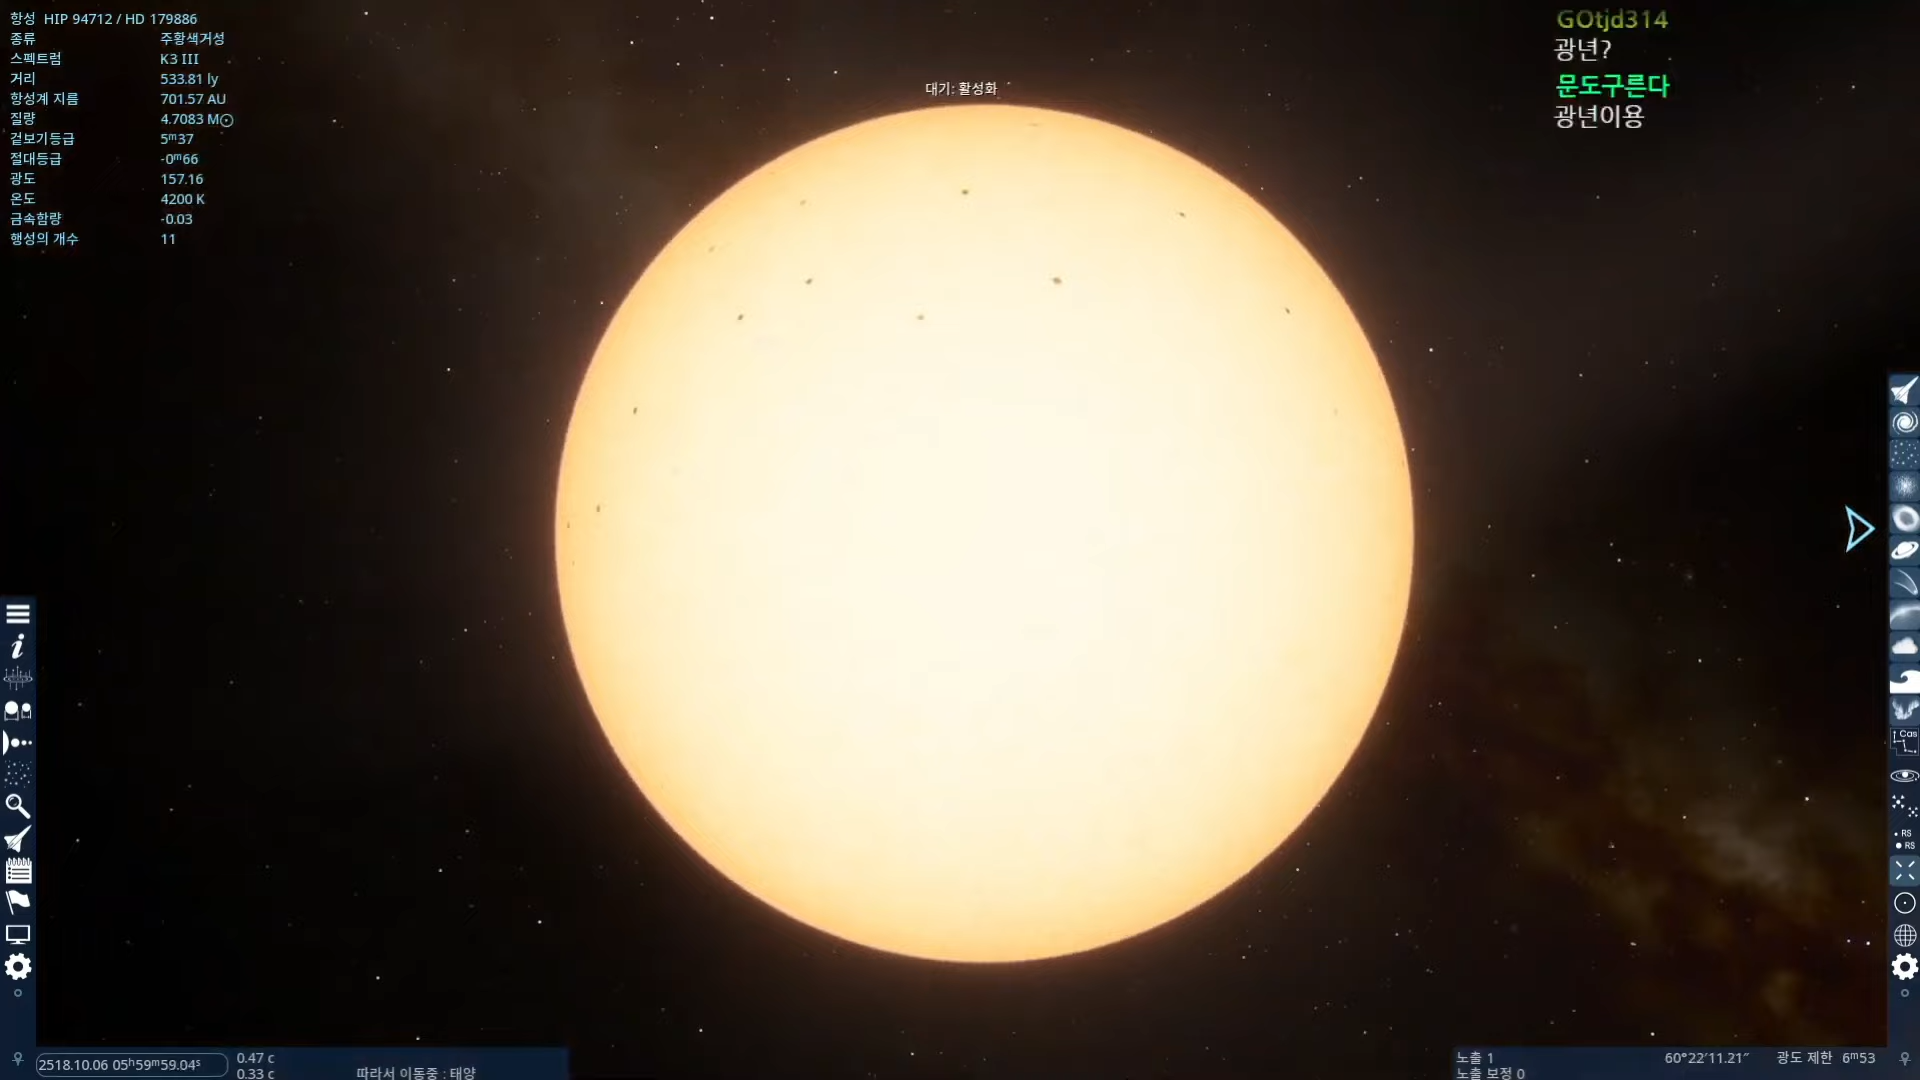 항성 HIP 94712 / HD 179886
종류 주황색거성
스펙트럼 K3 III
거리 533.81 ly
항성계 지름 701.57 AU
질량 4.7083 M☉
겉보기등급 5ᵐ37
절대등급 -0ᵐ66
광도 157.16
온도 4200 K
금속함량 -0.03
행성의 개수 11
대기: 활성화
GOtjd314
광년?
문도구른다
광년이용
Cas
RS
RS
2518.10.06 05ʰ59ᵐ59.04ˢ
0.47 c
0.33 c
따라서 이동중 : 태양
노출 1
노출 보정 0
60°22′11.21″
광도 제한 6ᵐ53